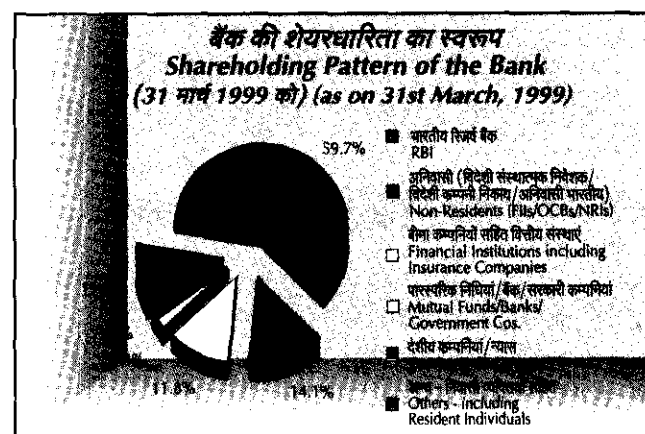 बैंक की शेयरधारिता का स्वरूप
Shareholding Pattern of the Bank
(31 मार्च 1999 को) (as on 31st March, 1999)
59.7%
भारतीय रिज़र्व बैंक
RBI
अनिवासी (विदेशी संस्थात्मक निवेशक/
विदेशी कम्पनी निकाय/अनिवासी भारतीय)
Non-Residents (FIIs/OCBs/NRIs)
बीमा कम्पनियों सहित वित्तीय संस्थाएं
Financial Institutions including
Insurance Companies
पारस्परिक निधियां/बैंक/सरकारी कम्पनियां
Mutual Funds/Banks/
Government Cos.
देशीय कम्पनियां/न्यास
Others - including
Resident Individuals
11.8%
14.1%